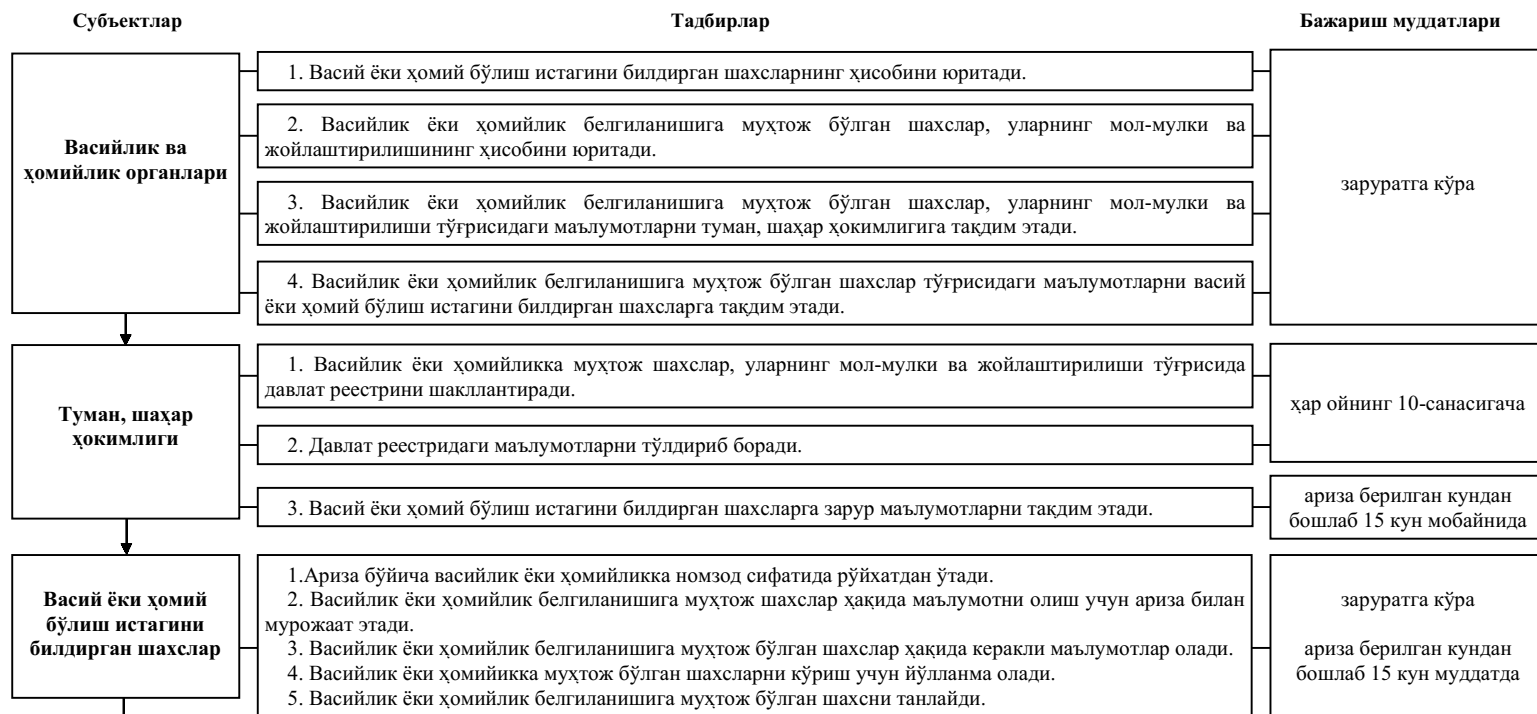 Субъектлар
Тадбирлар
Бажариш муддатлари
Васийлик ва
ҳомийлик органлари
1. Васий ёки ҳомий бўлиш истагини билдирган шахсларнинг ҳисобини юритади.
2. Васийлик ёки ҳомийлик белгиланишига муҳтож бўлган шахслар, уларнинг мол-мулки ва
жойлаштирилишининг ҳисобини юритади.
3. Васийлик ёки ҳомийлик белгиланишига муҳтож бўлган шахслар, уларнинг мол-мулки ва
жойлаштирилиши тўғрисидаги маълумотларни туман, шаҳар ҳокимлигига тақдим этади.
4. Васийлик ёки ҳомийлик белгиланишига муҳтож бўлган шахслар тўғрисидаги маълумотларни васий
ёки ҳомий бўлиш истагини билдирган шахсларга тақдим этади.
заруратга кўра
Туман, шаҳар
ҳокимлиги
1. Васийлик ёки ҳомийликка муҳтож шахслар, уларнинг мол-мулки ва жойлаштирилиши тўғрисида
давлат реестрини шакллантиради.
2. Давлат реестридаги маълумотларни тўлдириб боради.
ҳар ойнинг 10-санасигача
3. Васий ёки ҳомий бўлиш истагини билдирган шахсларга зарур маълумотларни тақдим этади.
ариза берилган кундан
бошлаб 15 кун мобайнида
Васий ёки ҳомий
бўлиш истагини
билдирган шахслар
1.Ариза бўйича васийлик ёки ҳомийликка номзод сифатида рўйхатдан ўтади.
2. Васийлик ёки ҳомийлик белгиланишига муҳтож шахслар ҳақида маълумотни олиш учун ариза билан
мурожаат этади.
3. Васийлик ёки ҳомийлик белгиланишига муҳтож бўлган шахслар ҳақида керакли маълумотлар олади.
4. Васийлик ёки ҳомийикка муҳтож бўлган шахсларни кўриш учун йўлланма олади.
5. Васийлик ёки ҳомийлик белгиланишига муҳтож бўлган шахсни танлайди.
заруратга кўра
ариза берилган кундан
бошлаб 15 кун муддатда